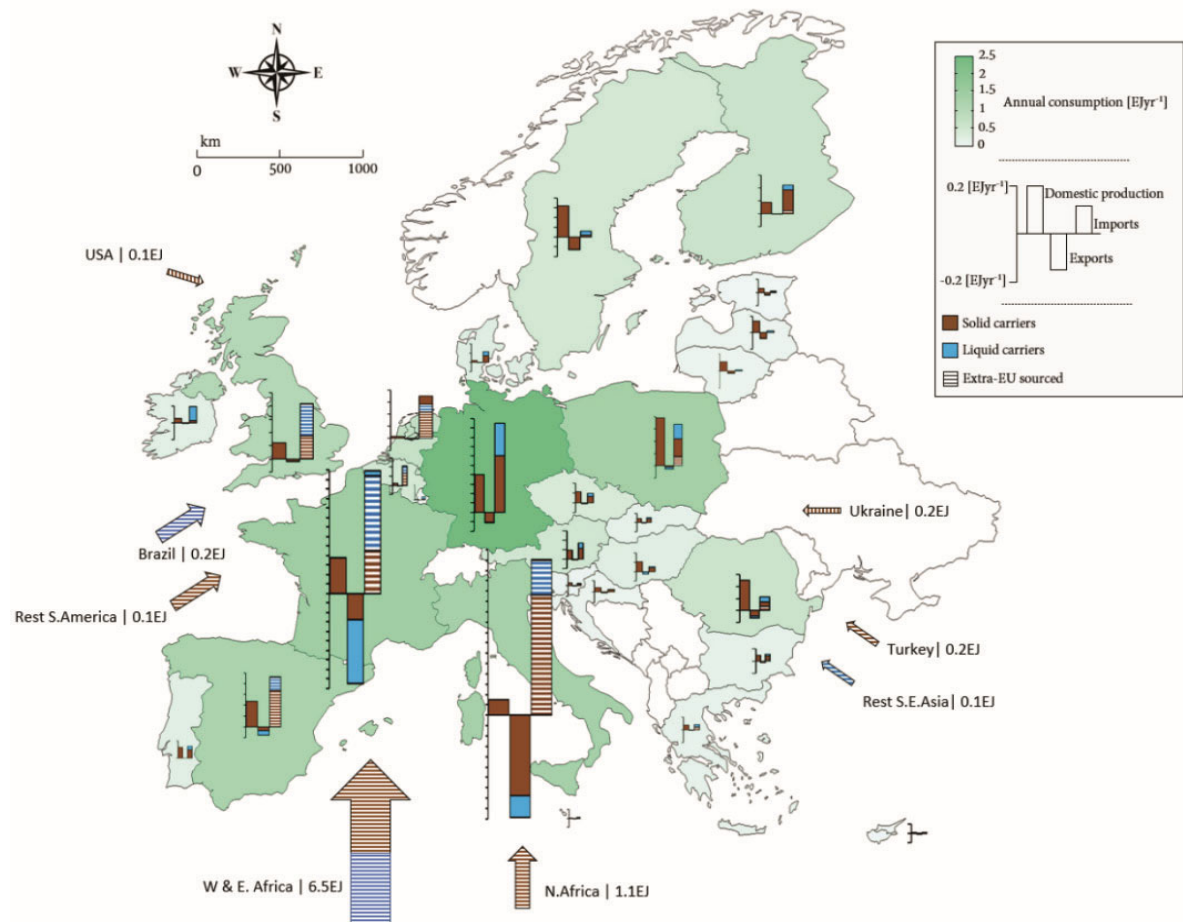 N
W E
S
km
0 500 1000
2.5
2
1.5
1
0.5
0
Annual consumption [EJyr⁻¹]
0.2 [EJyr⁻¹]
Domestic production
Imports
Exports
-0.2 [EJyr⁻¹]
Solid carriers
Liquid carriers
Extra-EU sourced
USA | 0.1EJ
Brazil | 0.2EJ
Rest S.America | 0.1EJ
Ukraine| 0.2EJ
Turkey| 0.2EJ
Rest S.E.Asia| 0.1EJ
W & E. Africa | 6.5EJ
N.Africa | 1.1EJ